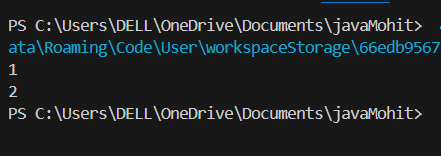 PS C:\Users\DELL\OneDrive\Documents\javaMohit>
ata\Roaming\Code\User\workspaceStorage\66edb9567
1
2
PS C:\Users\DELL\OneDrive\Documents\javaMohit>